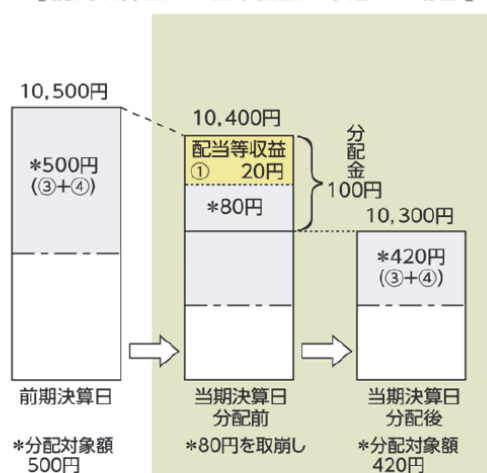 10,500円
*500円
(③+④)
前期決算日
*分配対象額
500円
10,400円
配当等収益
① 20円
*80円
分配金
100円
当期決算日
分配前
*80円を取崩し
10,300円
*420円
(③+④)
当期決算日
分配後
*分配対象額
420円